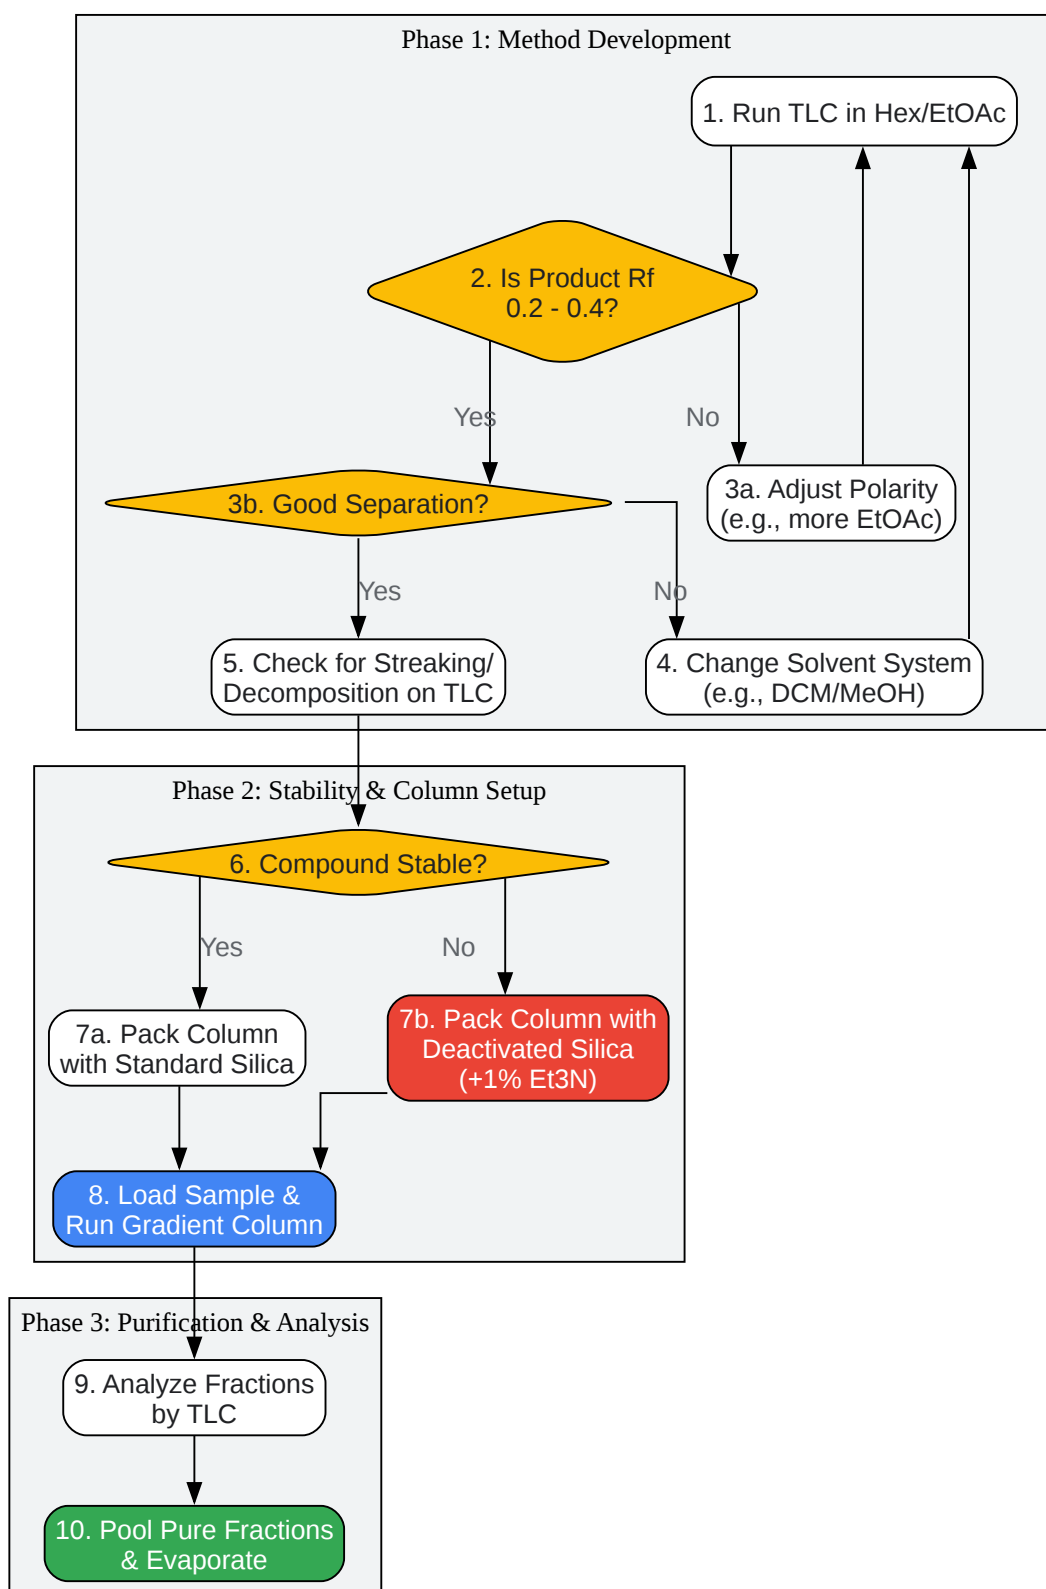 Phase 1: Method Development
1. Run TLC in Hex/EtOAc
2. Is Product Rf
0.2 - 0.4?
Yes
No
3a. Adjust Polarity
(e.g., more EtOAc)
3b. Good Separation?
Yes
No
5. Check for Streaking/
Decomposition on TLC
4. Change Solvent System
(e.g., DCM/MeOH)
Phase 2: Stability & Column Setup
6. Compound Stable?
Yes
No
7a. Pack Column
with Standard Silica
7b. Pack Column with
Deactivated Silica
(+1% Et3N)
8. Load Sample &
Run Gradient Column
Phase 3: Purification & Analysis
9. Analyze Fractions
by TLC
10. Pool Pure Fractions
& Evaporate